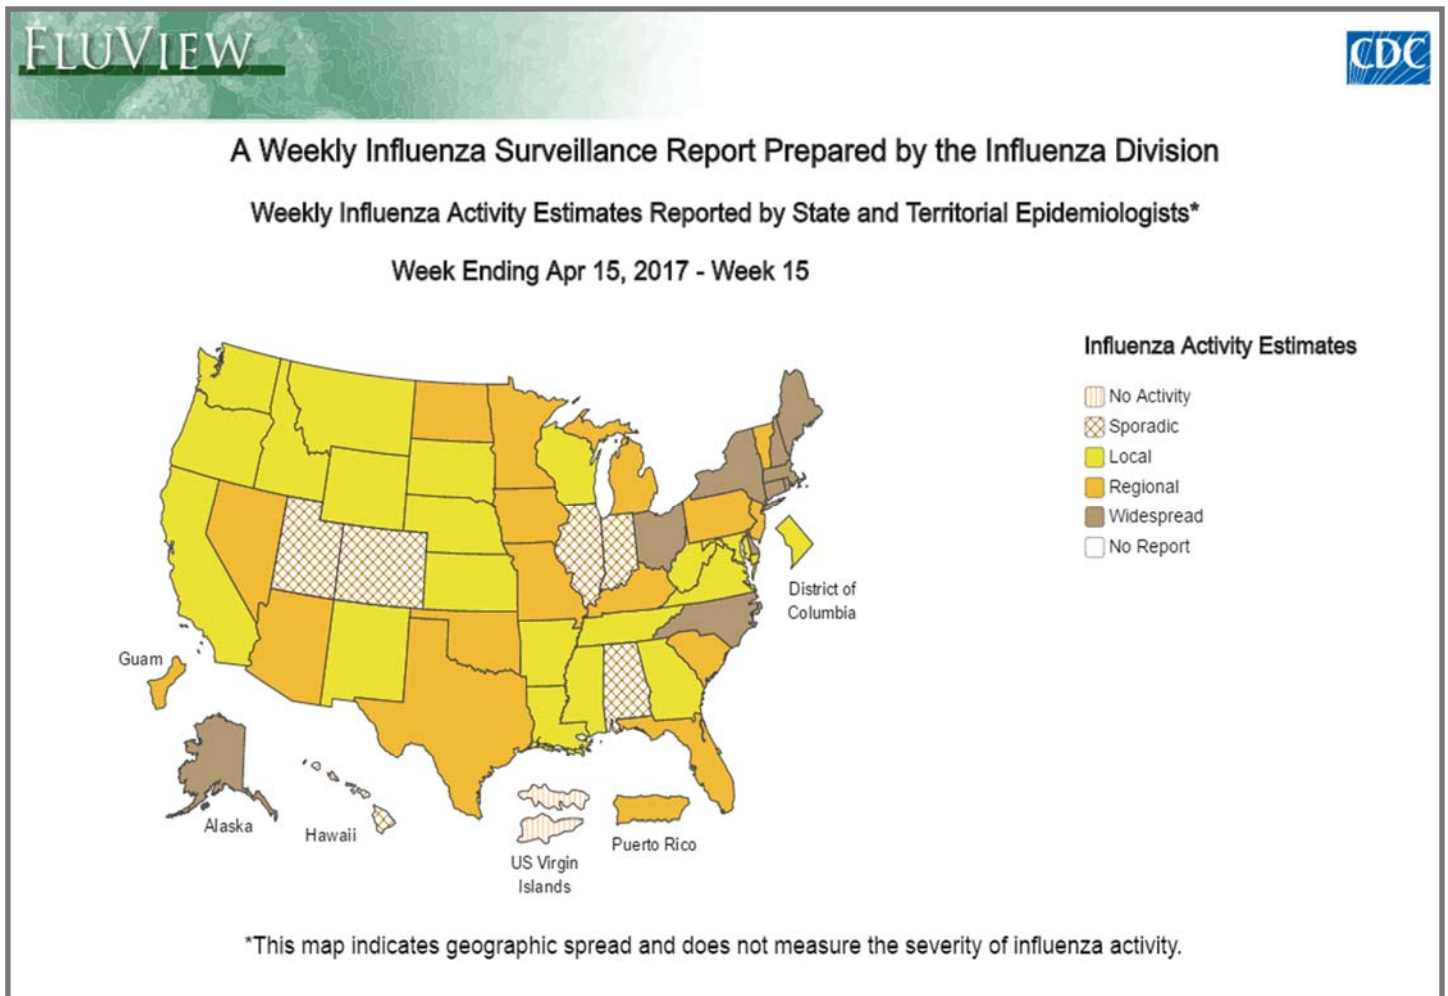 FLUVIEW
CDC
A Weekly Influenza Surveillance Report Prepared by the Influenza Division
Weekly Influenza Activity Estimates Reported by State and Territorial Epidemiologists*
Week Ending Apr 15, 2017 - Week 15
Influenza Activity Estimates
No Activity
Sporadic
Local
Regional
Widespread
No Report
District of
Columbia
Guam
Alaska
Hawaii
US Virgin
Islands
Puerto Rico
*This map indicates geographic spread and does not measure the severity of influenza activity.